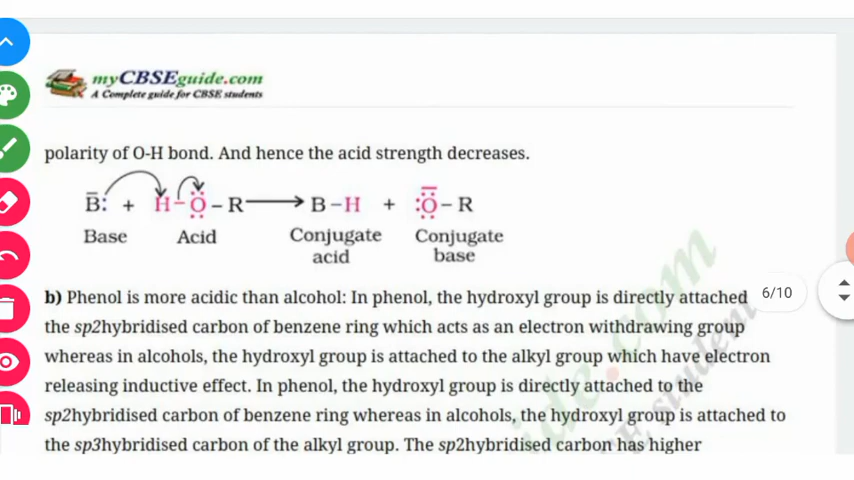 myCBSEguide.com
A Complete guide for CBSE students
polarity of O-H bond. And hence the acid strength decreases.
B̄: + H–Ö–R ⟶ B–H + :Ō–R
Base Acid Conjugate acid Conjugate base
b) Phenol is more acidic than alcohol: In phenol, the hydroxyl group is directly attached
6/10
the sp2hybridised carbon of benzene ring which acts as an electron withdrawing group
whereas in alcohols, the hydroxyl group is attached to the alkyl group which have electron
releasing inductive effect. In phenol, the hydroxyl group is directly attached to the
sp2hybridised carbon of benzene ring whereas in alcohols, the hydroxyl group is attached to
the sp3hybridised carbon of the alkyl group. The sp2hybridised carbon has higher
ide.com
SE student